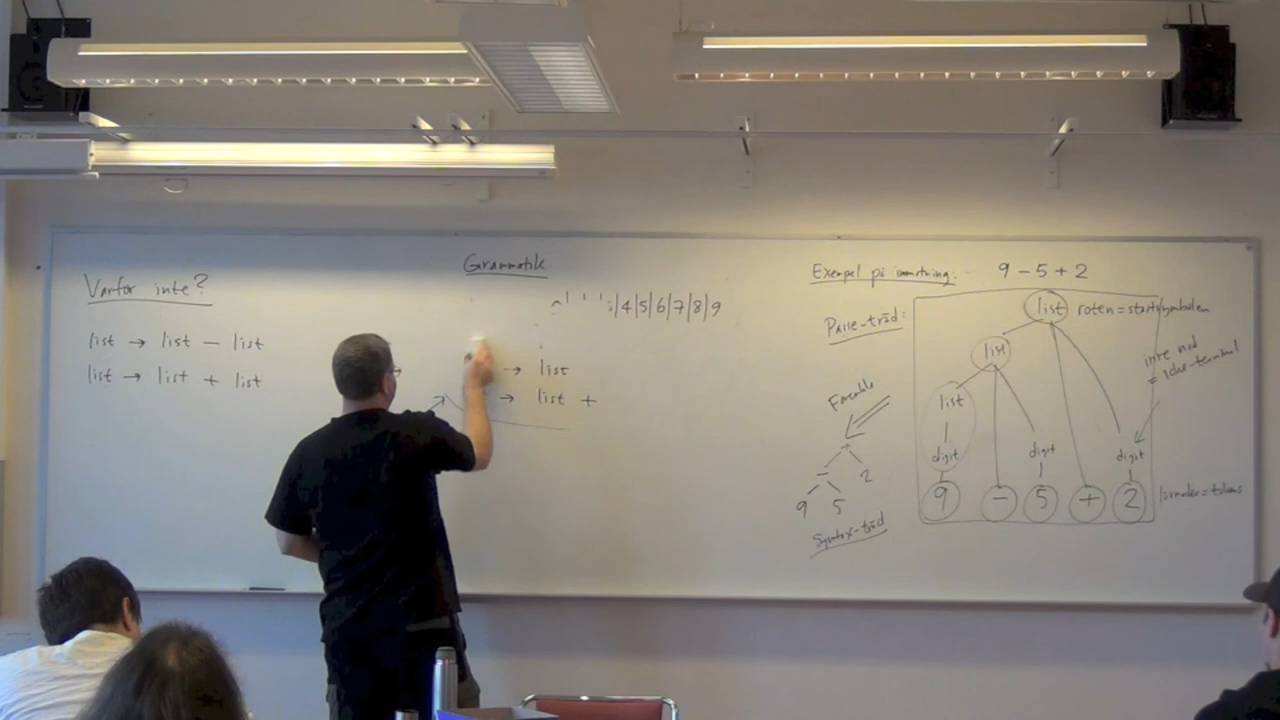 Varför inte?
list → list - list
list → list + list
Grammatik
|4|5|6|7|8|9
→ list
→ list +
Exempel på inmatning: 9 - 5 + 2
Parse-träd:
list roten = startsymbolen
list
inre nod
= icke-terminal
list
digit digit digit
9 - 5 + 2
Förenkla
+
- 2
9 5
Syntax-träd